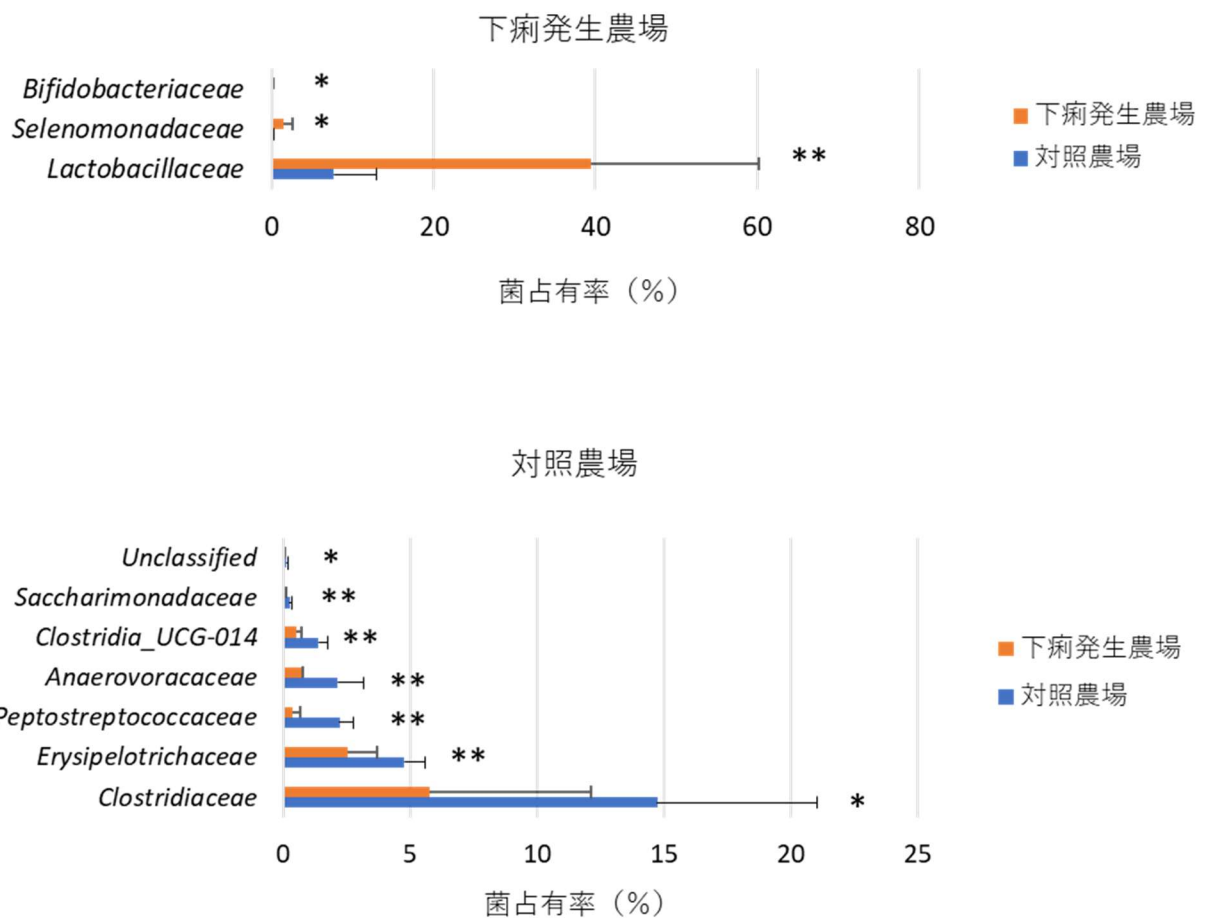 下痢発生農場
Bifidobacteriaceae *
Selenomonadaceae *
Lactobacillaceae **
0 20 40 60 80
菌占有率（%）
下痢発生農場
対照農場
対照農場
Unclassified *
Saccharimonadaceae **
Clostridia_UCG-014 **
Anaerovoracaceae **
Peptostreptococcaceae **
Erysipelotrichaceae **
Clostridiaceae *
0 5 10 15 20 25
菌占有率（%）
下痢発生農場
対照農場